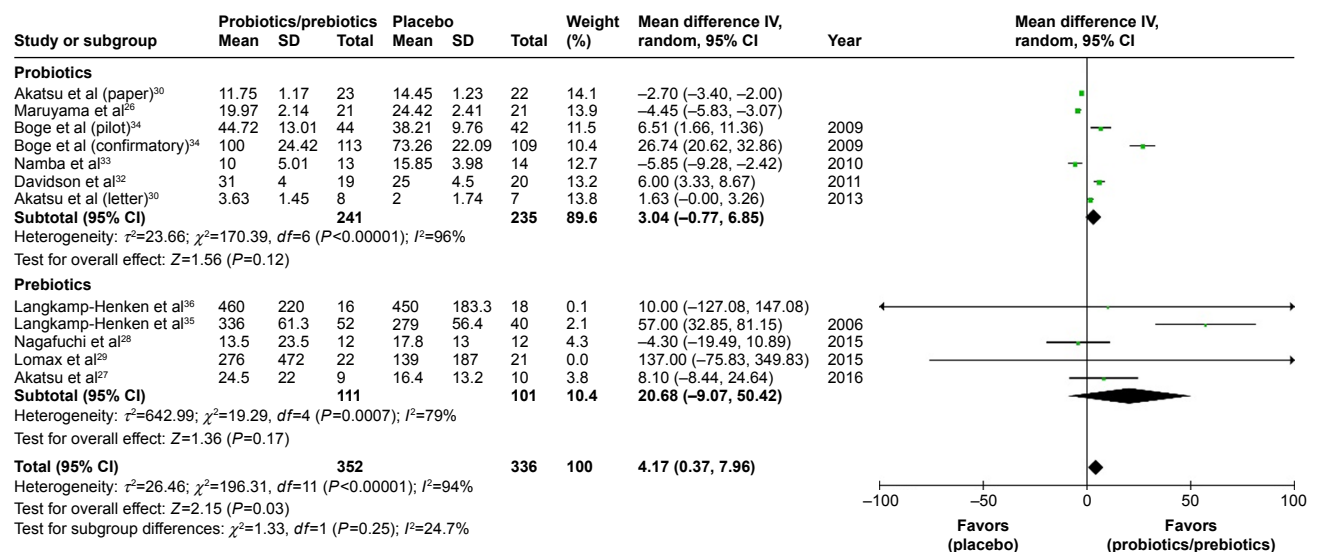 Probiotics/prebiotics Placebo Weight Mean difference IV, Mean difference IV,
Study or subgroup Mean SD Total Mean SD Total (%) random, 95% CI Year random, 95% CI
Probiotics
Akatsu et al (paper)³⁰ 11.75 1.17 23 14.45 1.23 22 14.1 −2.70 (−3.40, −2.00)
Maruyama et al²⁶ 19.97 2.14 21 24.42 2.41 21 13.9 −4.45 (−5.83, −3.07)
Boge et al (pilot)³⁴ 44.72 13.01 44 38.21 9.76 42 11.5 6.51 (1.66, 11.36) 2009
Boge et al (confirmatory)³⁴ 100 24.42 113 73.26 22.09 109 10.4 26.74 (20.62, 32.86) 2009
Namba et al³³ 10 5.01 13 15.85 3.98 14 12.7 −5.85 (−9.28, −2.42) 2010
Davidson et al³² 31 4 19 25 4.5 20 13.2 6.00 (3.33, 8.67) 2011
Akatsu et al (letter)³⁰ 3.63 1.45 8 2 1.74 7 13.8 1.63 (−0.00, 3.26) 2013
Subtotal (95% CI) 241 235 89.6 3.04 (−0.77, 6.85)
Heterogeneity: τ²=23.66; χ²=170.39, df=6 (P<0.00001); I²=96%
Test for overall effect: Z=1.56 (P=0.12)
Prebiotics
Langkamp-Henken et al³⁶ 460 220 16 450 183.3 18 0.1 10.00 (−127.08, 147.08)
Langkamp-Henken et al³⁵ 336 61.3 52 279 56.4 40 2.1 57.00 (32.85, 81.15) 2006
Nagafuchi et al²⁸ 13.5 23.5 12 17.8 13 12 4.3 −4.30 (−19.49, 10.89) 2015
Lomax et al²⁹ 276 472 22 139 187 21 0.0 137.00 (−75.83, 349.83) 2015
Akatsu et al²⁷ 24.5 22 9 16.4 13.2 10 3.8 8.10 (−8.44, 24.64) 2016
Subtotal (95% CI) 111 101 10.4 20.68 (−9.07, 50.42)
Heterogeneity: τ²=642.99; χ²=19.29, df=4 (P=0.0007); I²=79%
Test for overall effect: Z=1.36 (P=0.17)
Total (95% CI) 352 336 100 4.17 (0.37, 7.96)
Heterogeneity: τ²=26.46; χ²=196.31, df=11 (P<0.00001); I²=94%
Test for overall effect: Z=2.15 (P=0.03)
Test for subgroup differences: χ²=1.33, df=1 (P=0.25); I²=24.7%
−100 −50 0 50 100
Favors Favors
(placebo) (probiotics/prebiotics)